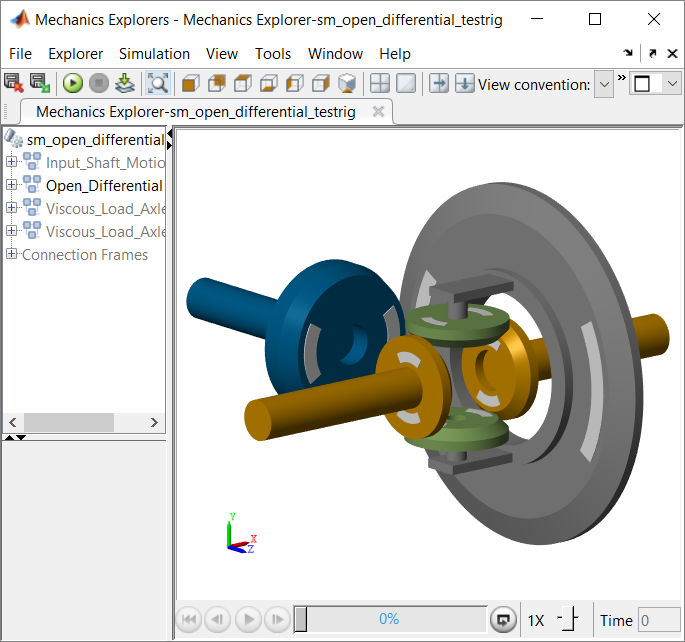 Mechanics Explorers - Mechanics Explorer-sm_open_differential_testrig
File Explorer Simulation View Tools Window Help
View convention:
Mechanics Explorer-sm_open_differential_testrig
sm_open_differential
Input_Shaft_Motio
Open_Differential
Viscous_Load_Axle
Viscous_Load_Axle
Connection Frames
Y
X
Z
0%
1X
Time
0